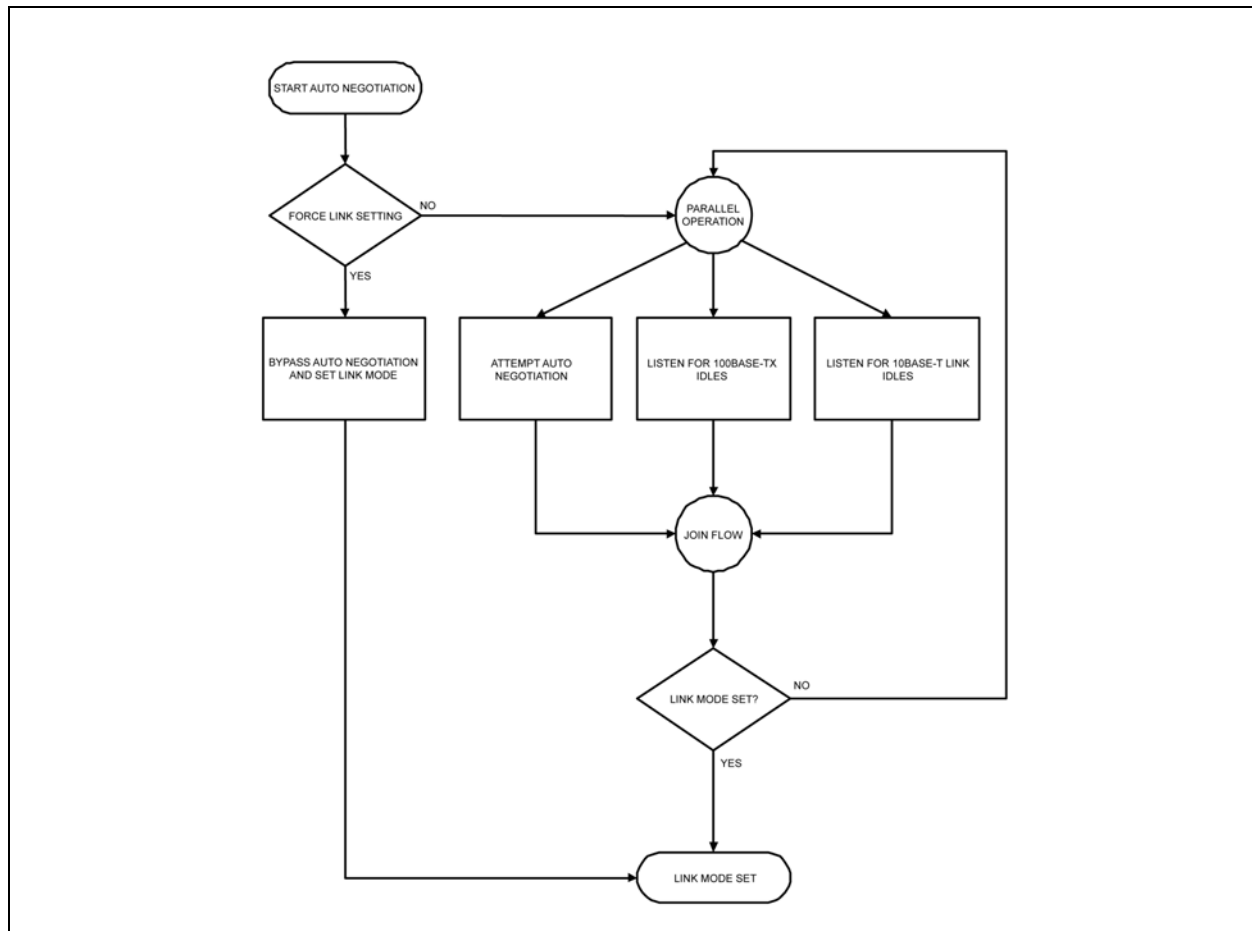 START AUTO NEGOTIATION
FORCE LINK SETTING
NO
PARALLEL
OPERATION
YES
BYPASS AUTO NEGOTIATION
AND SET LINK MODE
ATTEMPT AUTO
NEGOTIATION
LISTEN FOR 100BASE-TX
IDLES
LISTEN FOR 10BASE-T LINK
IDLES
JOIN FLOW
LINK MODE SET?
NO
YES
LINK MODE SET